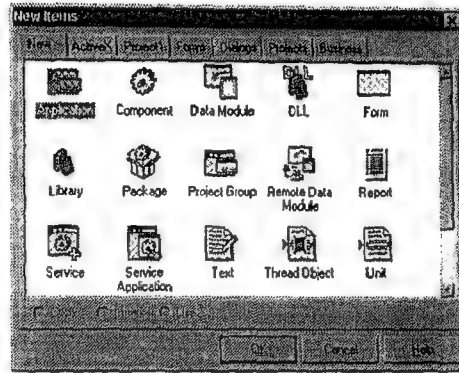 New Items
New ActiveX Project1 Forms Dialogs Projects Business
Application Component Data Module DLL Form
Library Package Project Group Remote Data Module Report
Service Service Application Text Thread Object Unit
Cancel Help